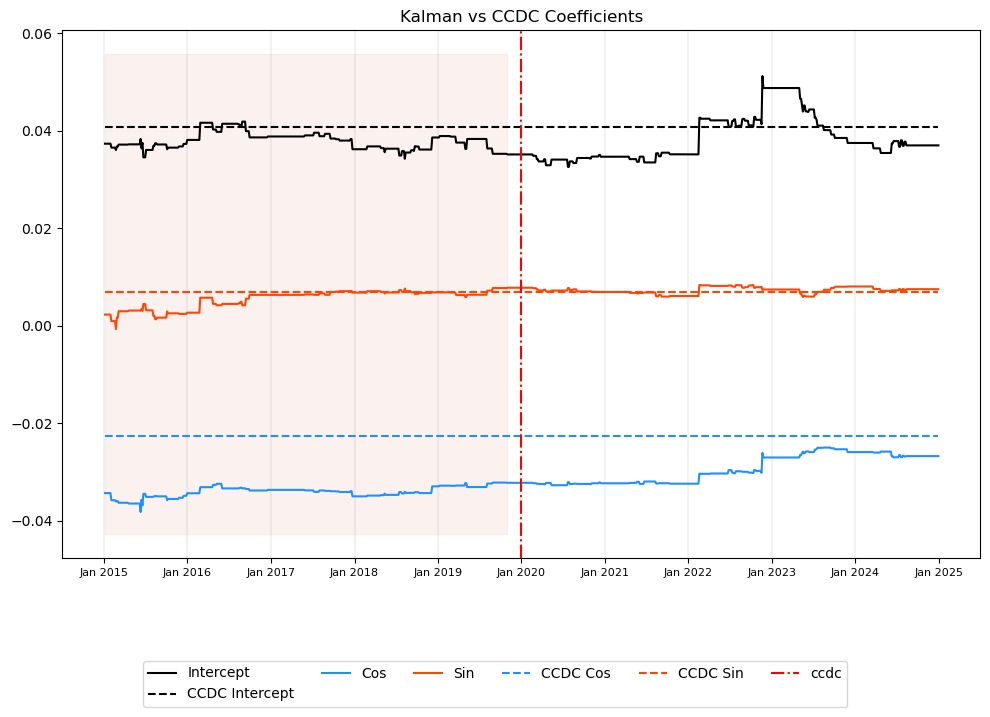 Kalman vs CCDC Coefficients
0.06
0.04
0.02
0.00
−0.02
−0.04
Jan 2015 Jan 2016 Jan 2017 Jan 2018 Jan 2019 Jan 2020 Jan 2021 Jan 2022 Jan 2023 Jan 2024 Jan 2025
Intercept Cos Sin CCDC Cos CCDC Sin ccdc
CCDC Intercept